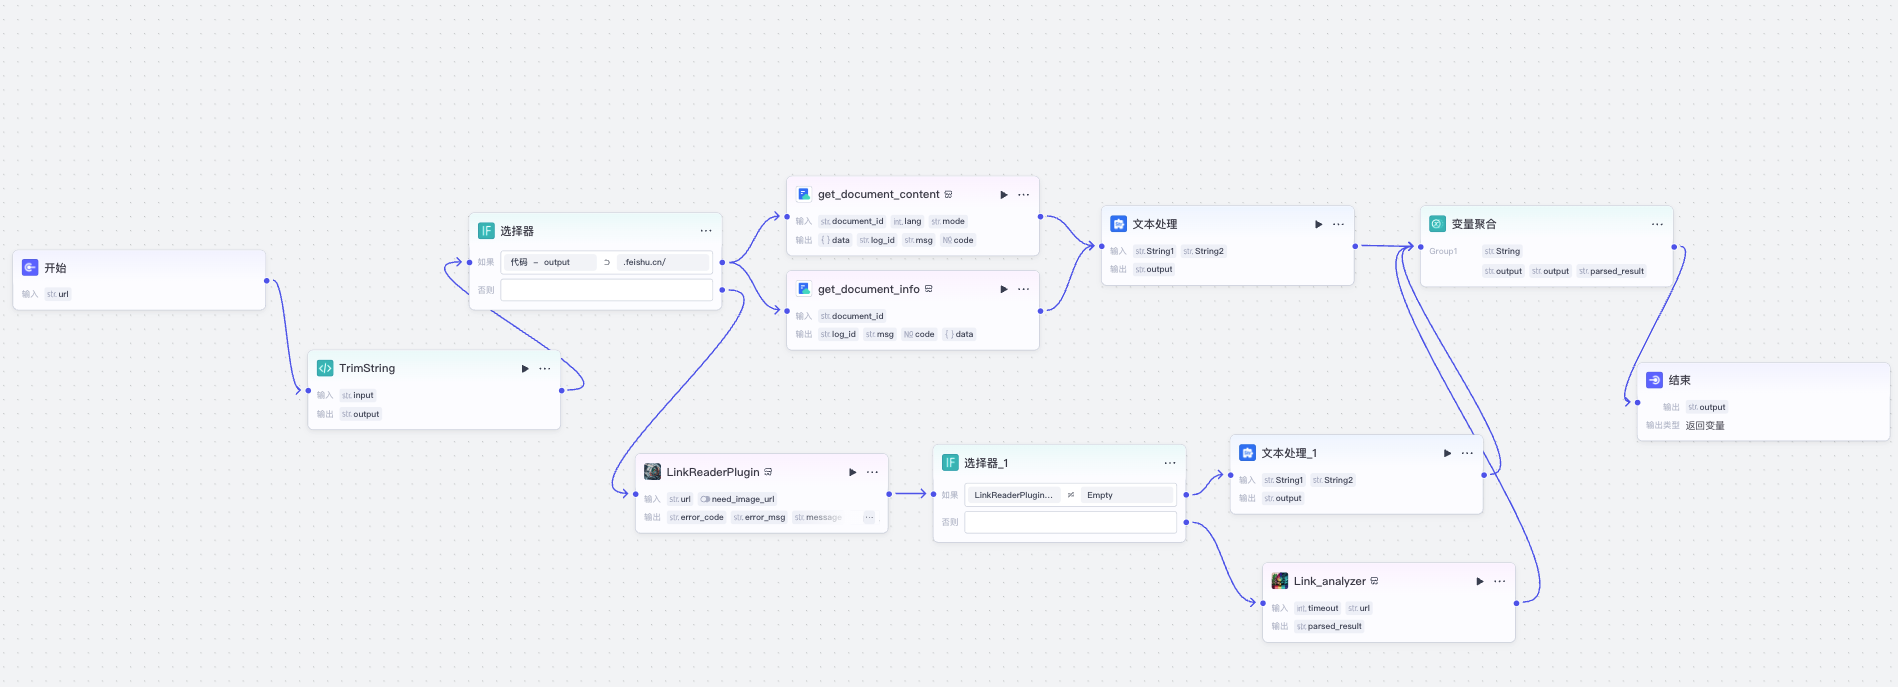 开始
输入 str. url
TrimString
输入 str. input
输出 str. output
选择器
如果 代码 - output ⊃ .feishu.cn/
否则
get_document_content
输入 str. document_id int. lang str. mode
输出 { } data str. log_id str. msg N0 code
get_document_info
输入 str. document_id
输出 str. log_id str. msg N0 code { } data
文本处理
输入 str. String1 str. String2
输出 str. output
变量聚合
Group1 str. String
str. output str. output str. parsed_result
结束
输出 str. output
输出类型 返回变量
LinkReaderPlugin
输入 str. url need_image_url
输出 str. error_code str. error_msg str. message ...
选择器_1
如果 LinkReaderPlugin... ≠ Empty
否则
文本处理_1
输入 str. String1 str. String2
输出 str. output
Link_analyzer
输入 int. timeout str. url
输出 str. parsed_result